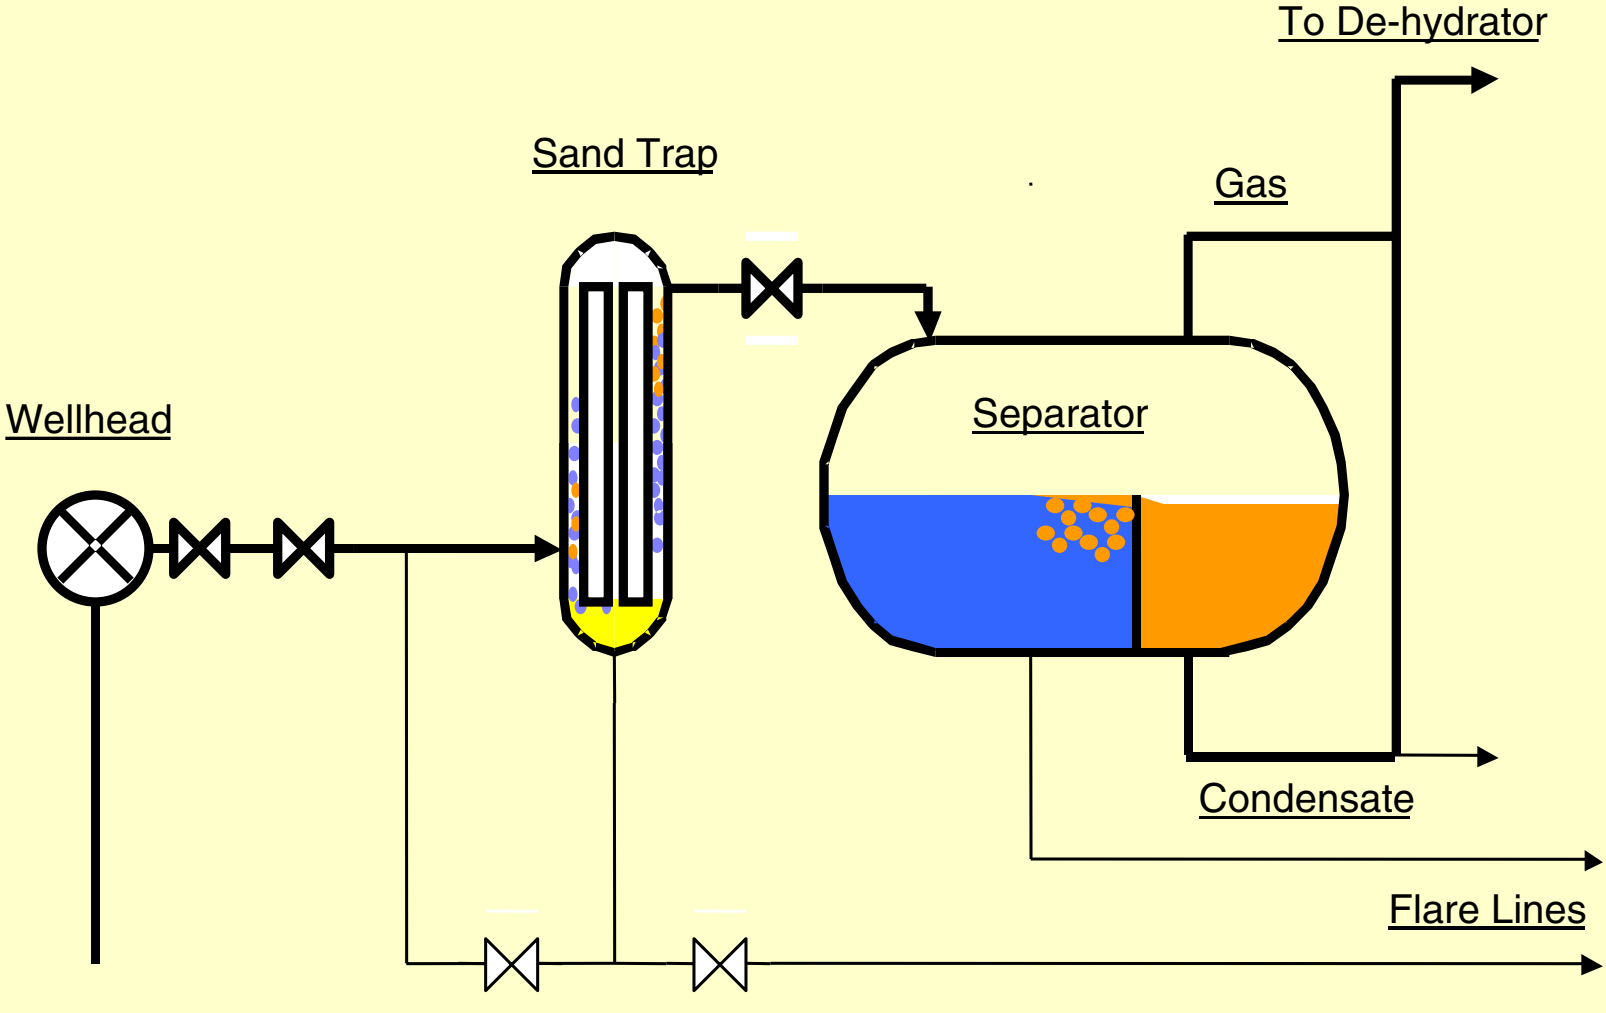 To De-hydrator
Sand Trap
Gas
Wellhead
Separator
Condensate
Flare Lines